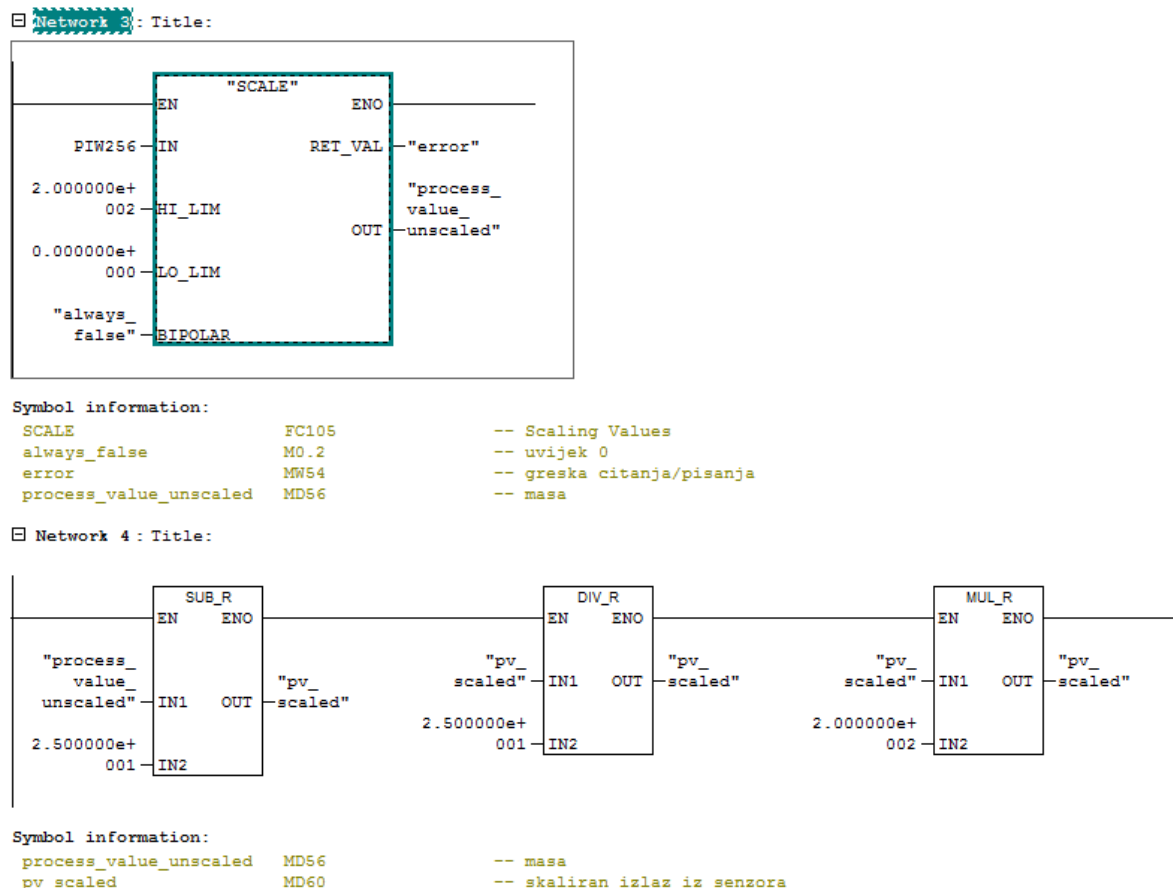 Network 3: Title:
"SCALE"
EN ENO
PIW256 IN RET_VAL "error"
2.000000e+ "process_
002 HI_LIM value_
OUT unscaled"
0.000000e+
000 LO_LIM
"always_
false" BIPOLAR
Symbol information:
SCALE FC105 -- Scaling Values
always_false M0.2 -- uvijek 0
error MW54 -- greska citanja/pisanja
process_value_unscaled MD56 -- masa
Network 4 : Title:
SUB_R DIV_R MUL_R
EN ENO EN ENO EN ENO
"process_ "pv_ "pv_ "pv_ "pv_
value_ "pv_ scaled" IN1 OUT scaled" scaled" IN1 OUT scaled"
unscaled" IN1 OUT scaled"
2.500000e+ 2.000000e+
2.500000e+ 001 IN2 002 IN2
001 IN2
Symbol information:
process_value_unscaled MD56 -- masa
pv_scaled MD60 -- skaliran izlaz iz senzora